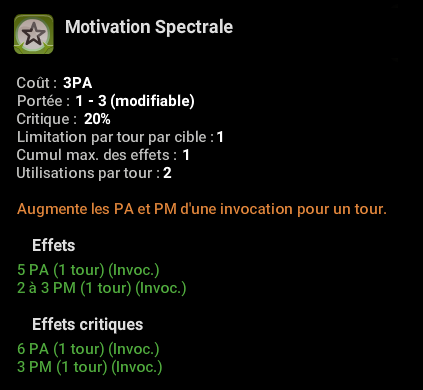 Motivation Spectrale
Coût : 3PA
Portée : 1 - 3 (modifiable)
Critique : 20%
Limitation par tour par cible : 1
Cumul max. des effets : 1
Utilisations par tour : 2
Augmente les PA et PM d'une invocation pour un tour.
Effets
5 PA (1 tour) (Invoc.)
2 à 3 PM (1 tour) (Invoc.)
Effets critiques
6 PA (1 tour) (Invoc.)
3 PM (1 tour) (Invoc.)